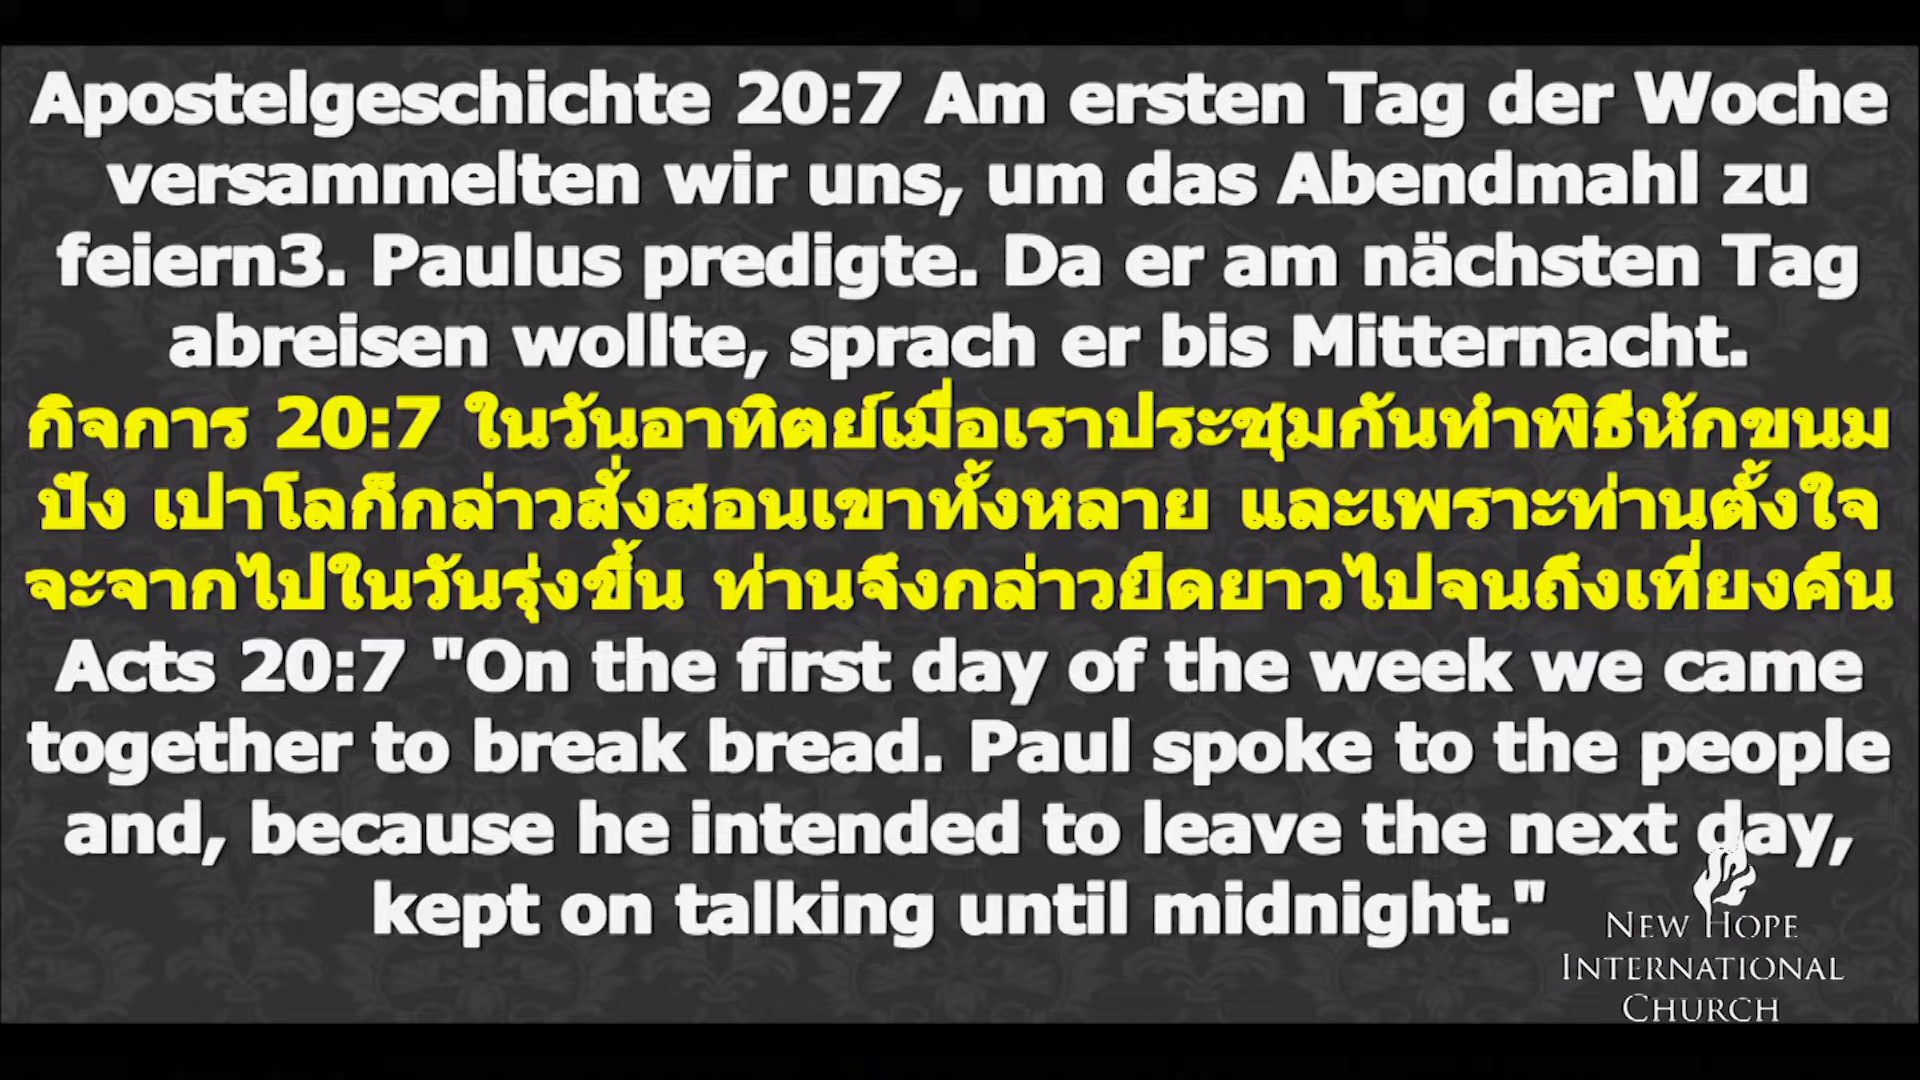 Apostelgeschichte 20:7 Am ersten Tag der Woche
versammelten wir uns, um das Abendmahl zu
feiern3. Paulus predigte. Da er am nächsten Tag
abreisen wollte, sprach er bis Mitternacht.
กิจการ 20:7 ในวันอาทิตย์เมื่อเราประชุมกันทำพิธีหักขนม
ปัง เปาโลก็กล่าวสั่งสอนเขาทั้งหลาย และเพราะท่านตั้งใจ
จะจากไปในวันรุ่งขึ้น ท่านจึงกล่าวยืดยาวไปจนถึงเที่ยงคืน
Acts 20:7 "On the first day of the week we came
together to break bread. Paul spoke to the people
and, because he intended to leave the next day,
kept on talking until midnight."
NEW HOPE
INTERNATIONAL
CHURCH